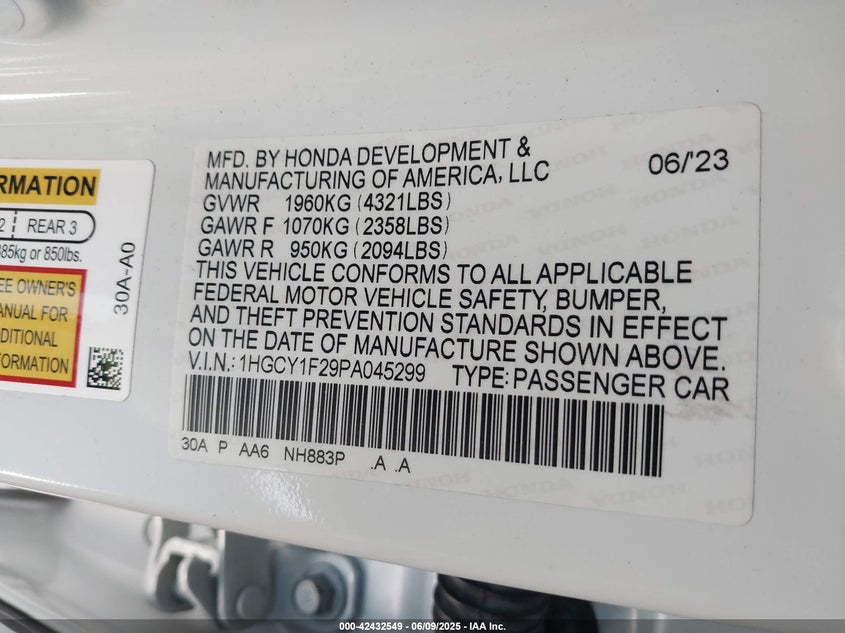 RMATION
2 REAR 3
385kg or 850lbs.
EE OWNER'S
ANUAL FOR
DDITIONAL
FORMATION
30A-A0
MFD. BY HONDA DEVELOPMENT &
MANUFACTURING OF AMERICA, LLC
06/'23
GVWR 1960KG (4321LBS)
GAWR F 1070KG (2358LBS)
GAWR R 950KG (2094LBS)
THIS VEHICLE CONFORMS TO ALL APPLICABLE
FEDERAL MOTOR VEHICLE SAFETY, BUMPER,
AND THEFT PREVENTION STANDARDS IN EFFECT
ON THE DATE OF MANUFACTURE SHOWN ABOVE.
V.I.N.: 1HGCY1F29PA045299 TYPE: PASSENGER CAR
30A P AA6 NH883P .A .A
HONDA
000-42432549 - 06/09/2025 - IAA Inc.